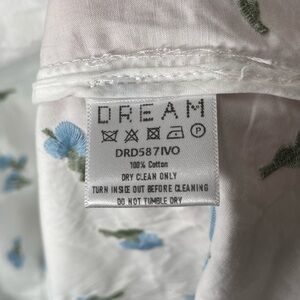 DREAM
P
DRD587IVO
100% Cotton
DRY CLEAN ONLY
TURN INSIDE OUT BEFORE CLEANING
DO NOT TUMBLE DRY